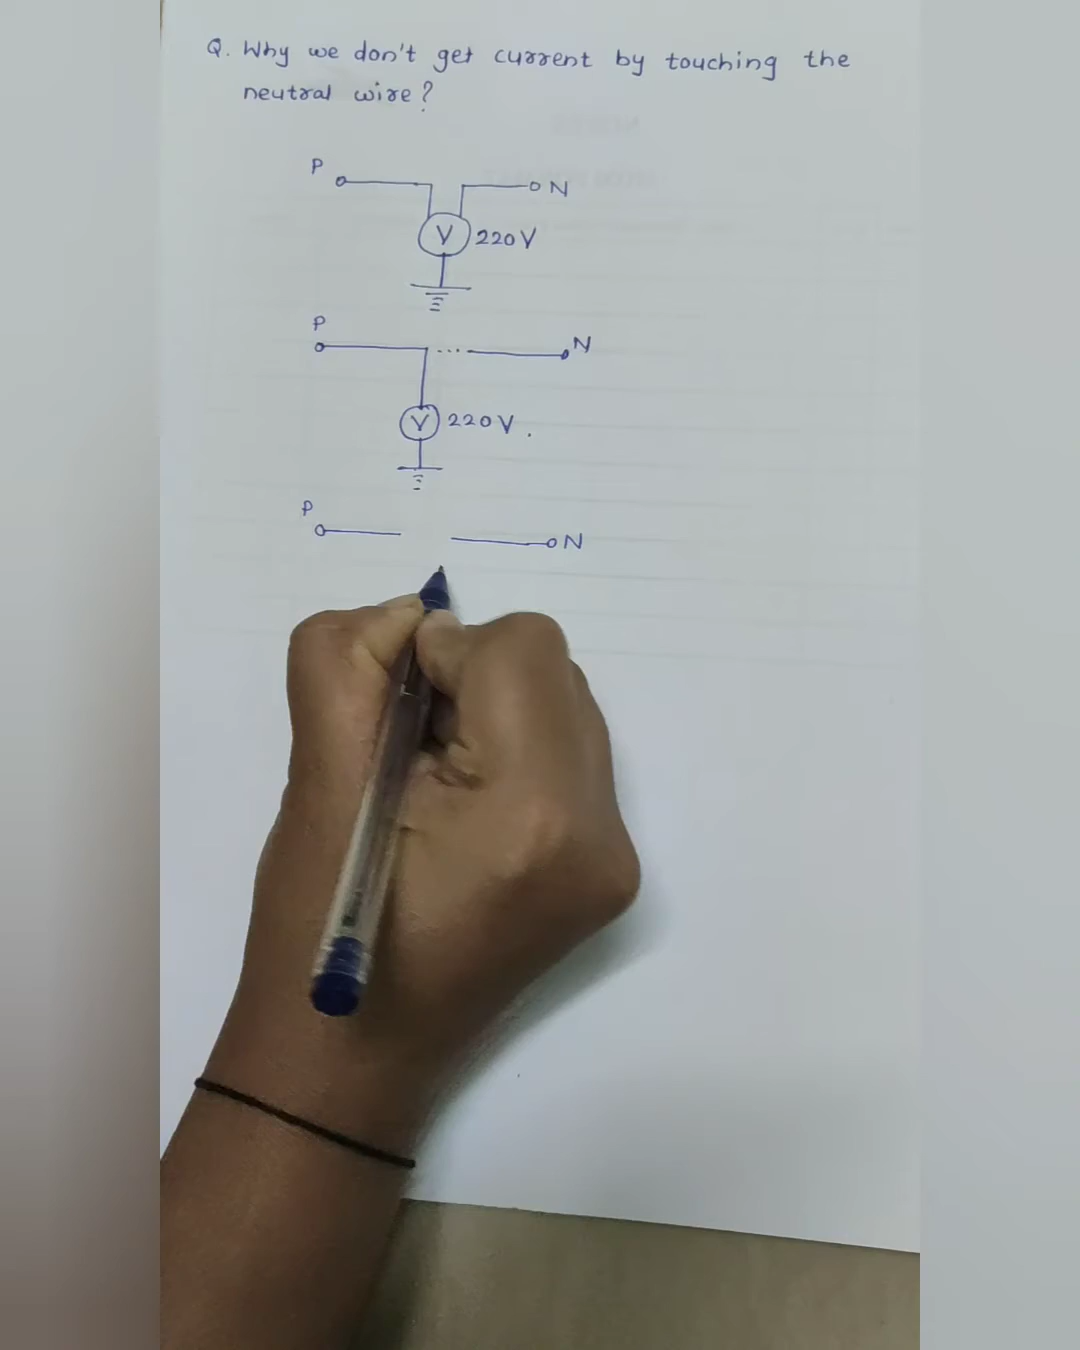 Q. Why we don't get current by touching the
neutral wire?
P
N
V 220V
P
N
V 220V.
P
N